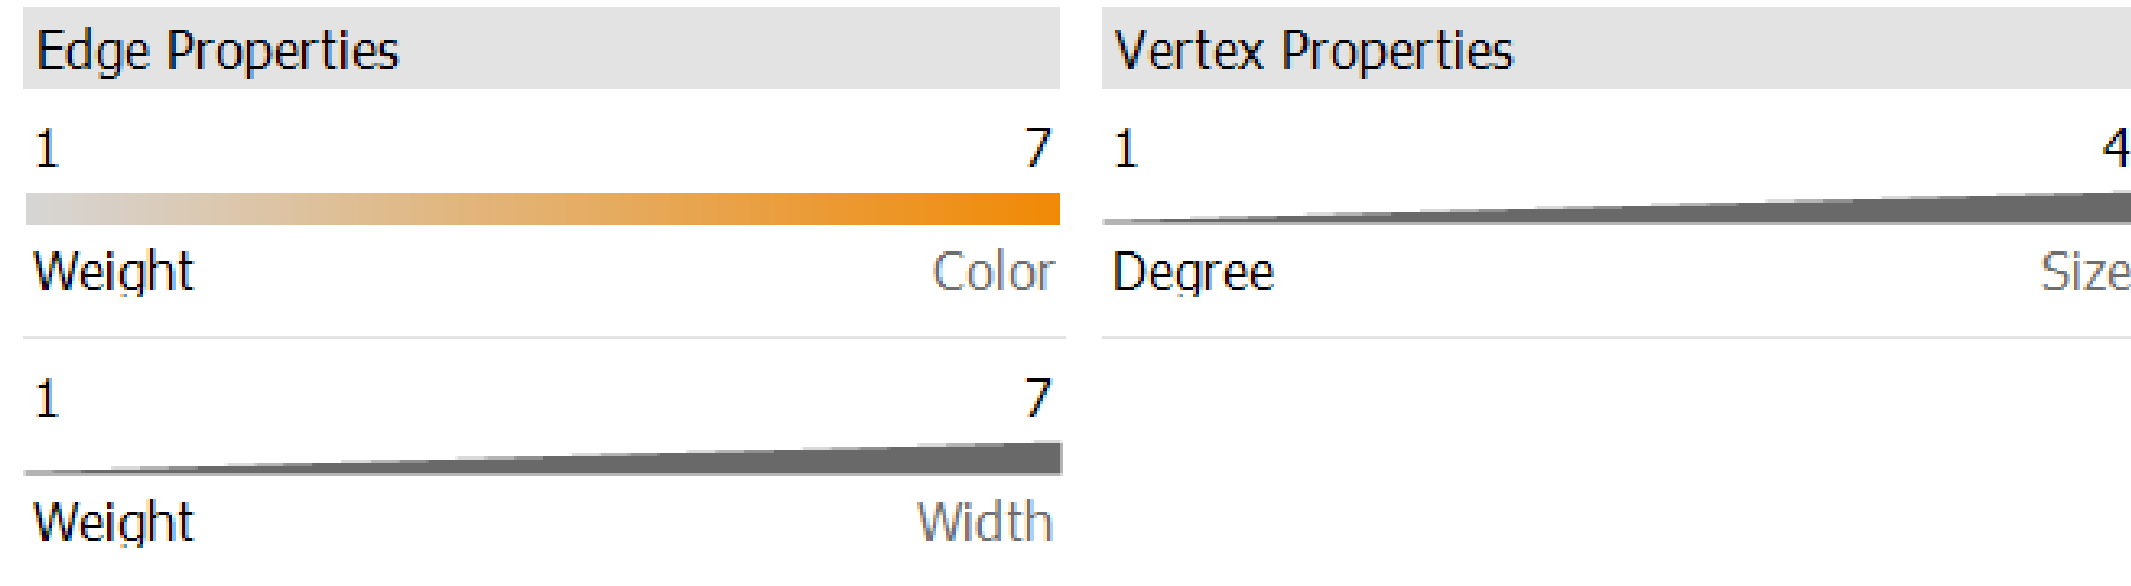 Edge Properties
1 7
Weight Color
1 7
Weight Width
Vertex Properties
1 4
Degree Size